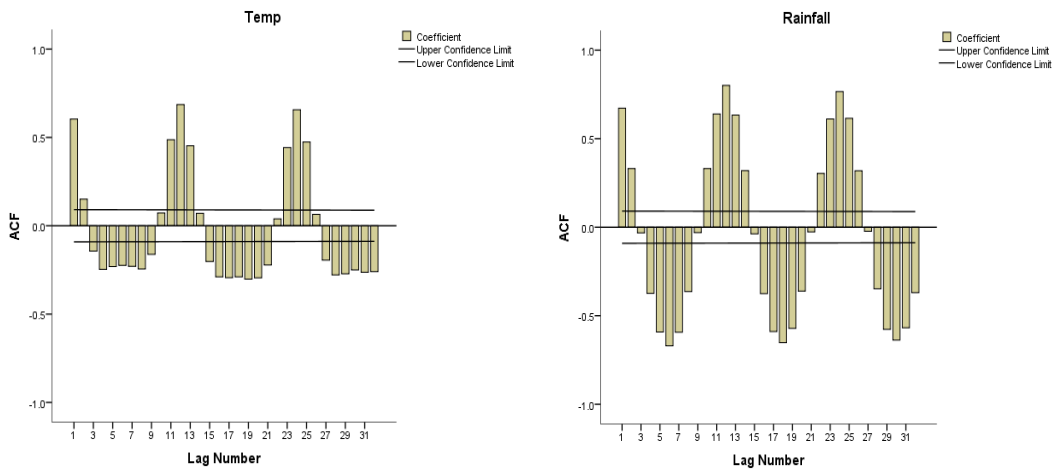 Temp
Coefficient
Upper Confidence Limit
Lower Confidence Limit
1.0
0.5
0.0
-0.5
-1.0
ACF
1 3 5 7 9 11 13 15 17 19 21 23 25 27 29 31
Lag Number
Rainfall
Coefficient
Upper Confidence Limit
Lower Confidence Limit
1.0
0.5
0.0
-0.5
-1.0
ACF
1 3 5 7 9 11 13 15 17 19 21 23 25 27 29 31
Lag Number